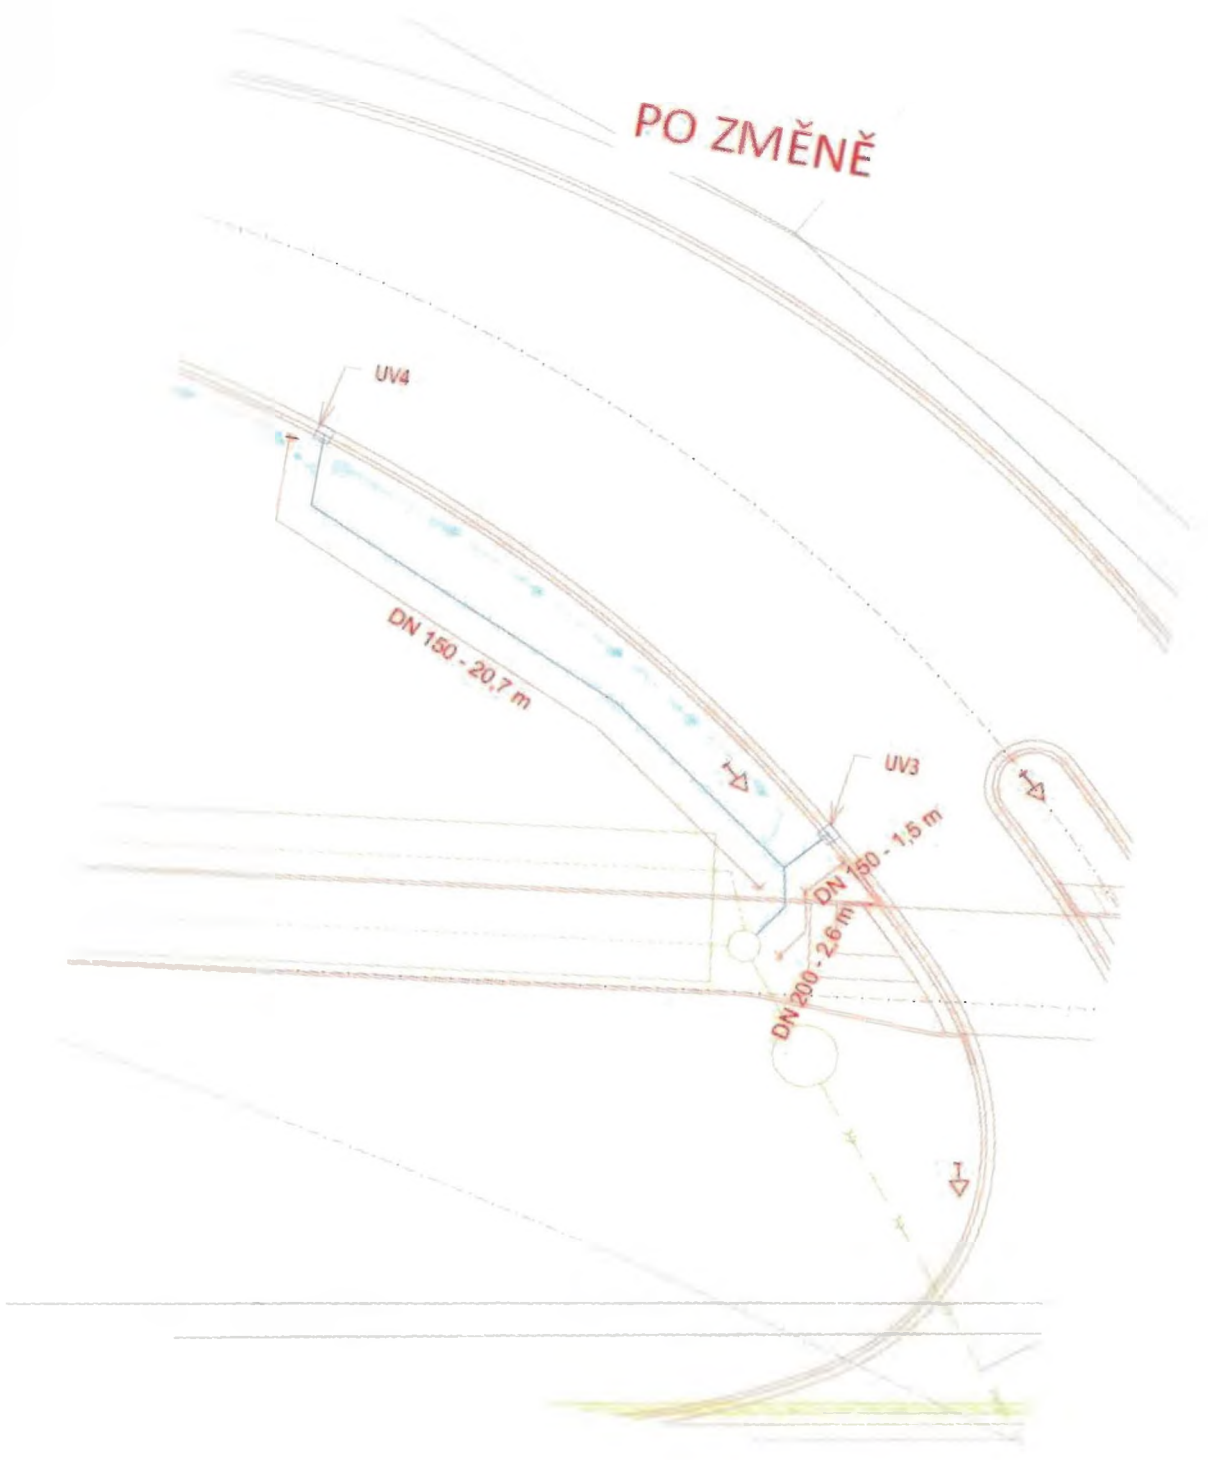 PO ZMĚNĚ
UV4
DN 150 - 20,7 m
UV3
DN 150 - 1,5 m
DN 200 - 2,6 m